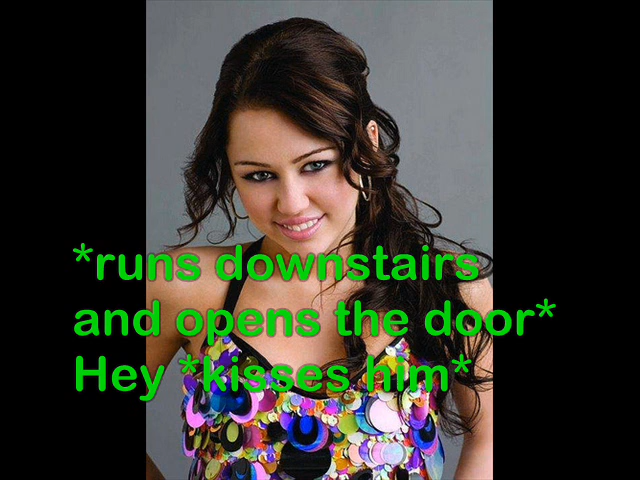 *runs downstairs
and opens the door*
Hey *kisses him*